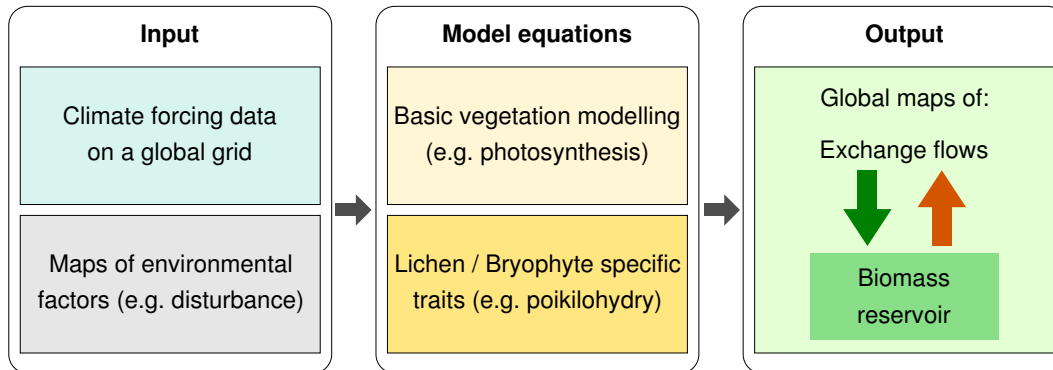 Input
Climate forcing data
on a global grid
Maps of environmental
factors (e.g. disturbance)
Model equations
Basic vegetation modelling
(e.g. photosynthesis)
Lichen / Bryophyte specific
traits (e.g. poikilohydry)
Output
Global maps of:
Exchange flows
Biomass
reservoir